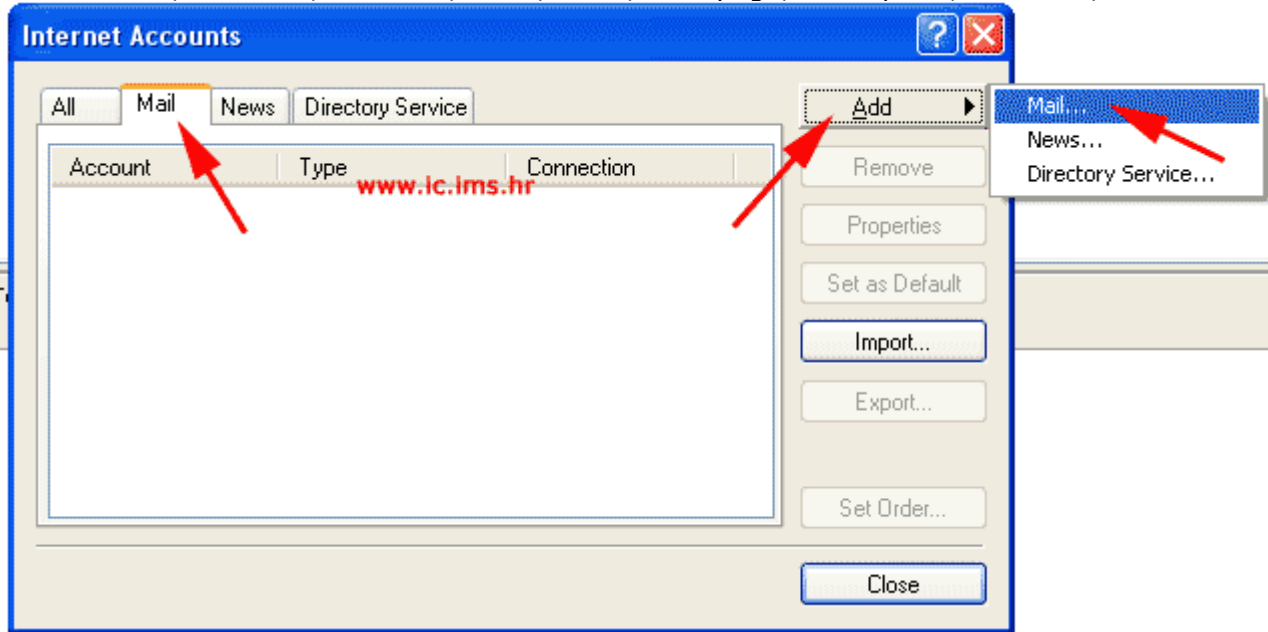 Internet Accounts
All Mail News Directory Service
Add
Mail...
News...
Directory Service...
Account Type Connection
www.ic.ims.hr
Remove
Properties
Set as Default
Import...
Export...
Set Order...
Close